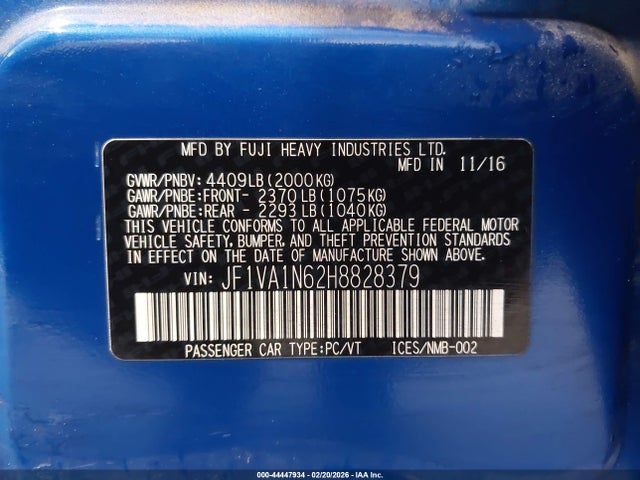 MFD BY FUJI HEAVY INDUSTRIES LTD.
MFD IN 11/16
GVWR/PNBV: 4409LB(2000KG)
GAWR/PNBE:FRONT- 2370LB(1075KG)
GAWR/PNBE:REAR - 2293LB(1040KG)
THIS VEHICLE CONFORMS TO ALL APPLICABLE FEDERAL MOTOR
VEHICLE SAFETY, BUMPER, AND THEFT PREVENTION STANDARDS
IN EFFECT ON THE DATE OF MANUFACTURE SHOWN ABOVE.
VIN: JF1VA1N62H8828379
PASSENGER CAR TYPE:PC/VT ICES/NMB-002
000-44447934 - 02/20/2026 - IAA Inc.